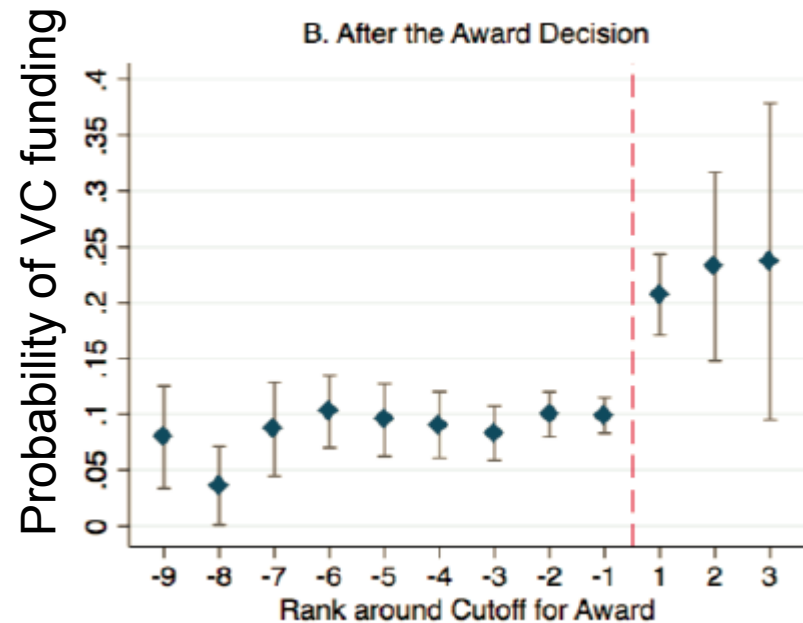 B. After the Award Decision
Probability of VC funding
.4
.35
.3
.25
.2
.15
.1
.05
0
-9 -8 -7 -6 -5 -4 -3 -2 -1 1 2 3
Rank around Cutoff for Award